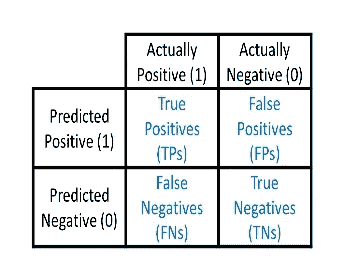 Actually
Positive (1)
Actually
Negative (0)
Predicted
Positive (1)
True
Positives
(TPs)
False
Positives
(FPs)
Predicted
Negative (0)
False
Negatives
(FNs)
True
Negatives
(TNs)